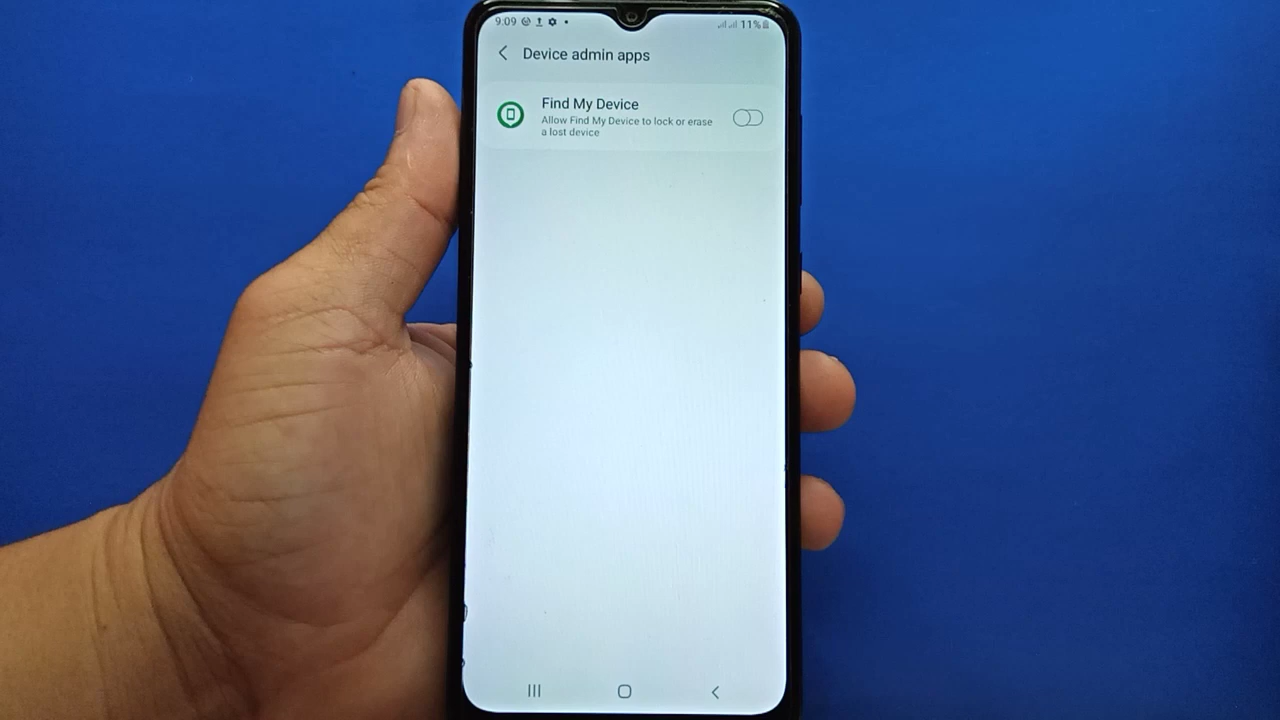 9:09 11%
Device admin apps
Find My Device
Allow Find My Device to lock or erase
a lost device